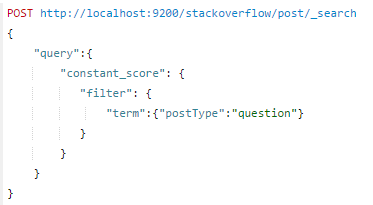 POST http://localhost:9200/stackoverflow/post/_search
{
    "query":{
        "constant_score": {
           "filter": {
               "term":{"postType":"question"}
           }
        }
    }
}